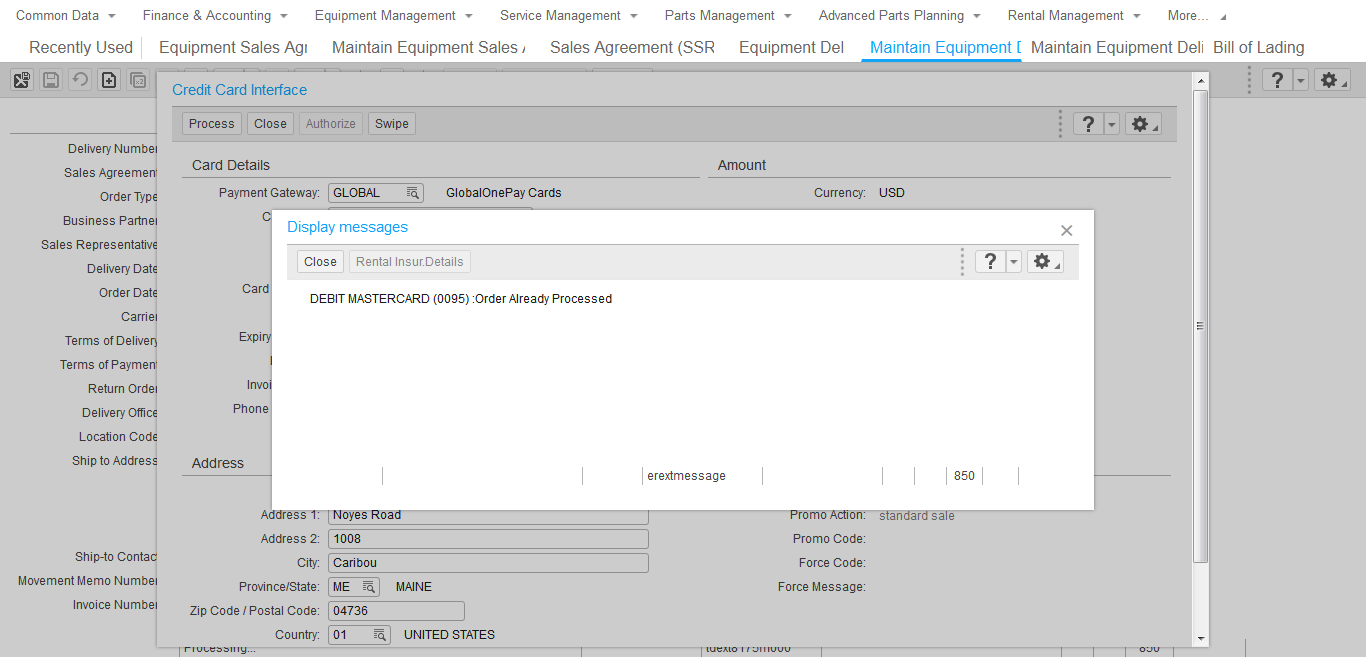 Common Data Finance & Accounting Equipment Management Service Management Parts Management Advanced Parts Planning Rental Management More...
Recently Used Equipment Sales Agr Maintain Equipment Sales Sales Agreement (SSR Equipment Del Maintain Equipment D Maintain Equipment Deli Bill of Lading
Credit Card Interface
Process Close Authorize Swipe ?
Card Details Amount
Delivery Number
Sales Agreement
Order Type
Business Partner
Sales Representative
Delivery Date
Order Date
Carrier
Terms of Delivery
Terms of Payment
Return Order
Delivery Office
Location Code
Ship to Address
Ship-to Contact
Movement Memo Number
Invoice Number
Payment Gateway: GLOBAL GlobalOnePay Cards Currency: USD
C
Card
Expiry
Invoi
Phone
Display messages
Close Rental Insur.Details ?
DEBIT MASTERCARD (0095) :Order Already Processed
erextmessage 850
Address
Address 1: Noyes Road Promo Action: standard sale
Address 2: 1008 Promo Code:
City: Caribou Force Code:
Province/State: ME MAINE Force Message:
Zip Code / Postal Code: 04736
Country: 01 UNITED STATES
Processing... 850